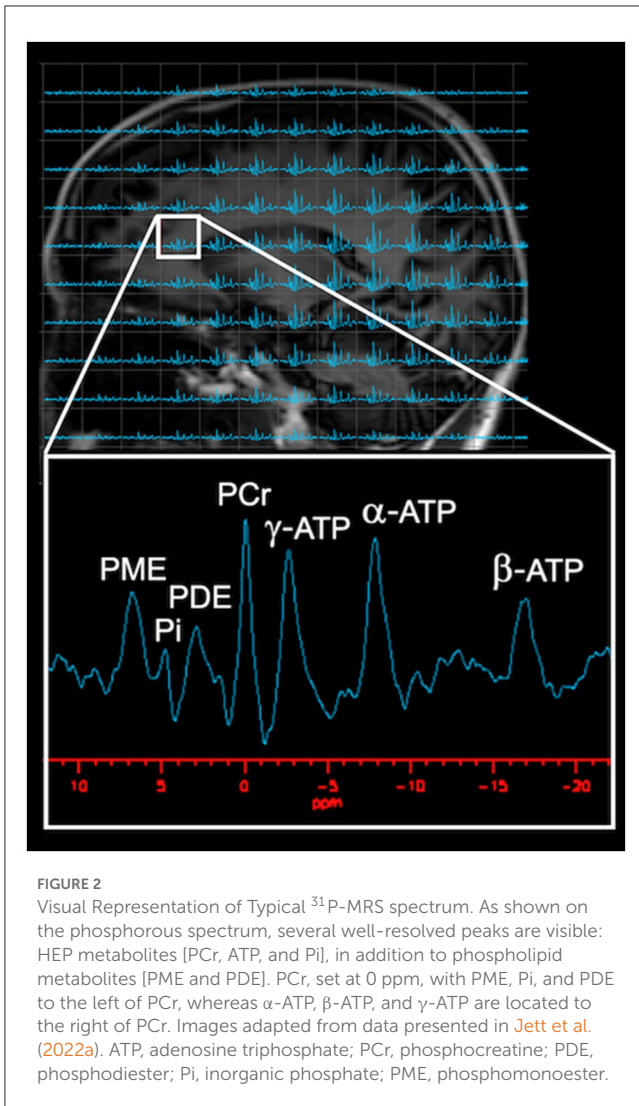 PCr
γ-ATP
α-ATP
PME
PDE
Pi
β-ATP
10 5 0 -5 -10 -15 -20
ppm
FIGURE 2
Visual Representation of Typical ³¹P-MRS spectrum. As shown on
the phosphorous spectrum, several well-resolved peaks are visible:
HEP metabolites [PCr, ATP, and Pi], in addition to phospholipid
metabolites [PME and PDE]. PCr, set at 0 ppm, with PME, Pi, and PDE
to the left of PCr, whereas α-ATP, β-ATP, and γ-ATP are located to
the right of PCr. Images adapted from data presented in Jett et al.
(2022a). ATP, adenosine triphosphate; PCr, phosphocreatine; PDE,
phosphodiester; Pi, inorganic phosphate; PME, phosphomonoester.